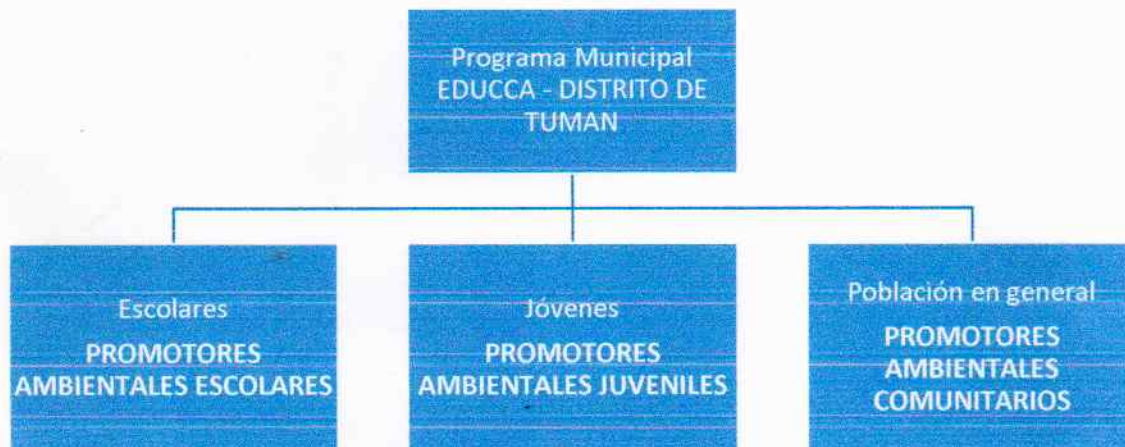 Programa Municipal
EDUCCA - DISTRITO DE
TUMAN
Escolares
PROMOTORES
AMBIENTALES ESCOLARES
Jóvenes
PROMOTORES
AMBIENTALES JUVENILES
Población en general
PROMOTORES
AMBIENTALES
COMUNITARIOS